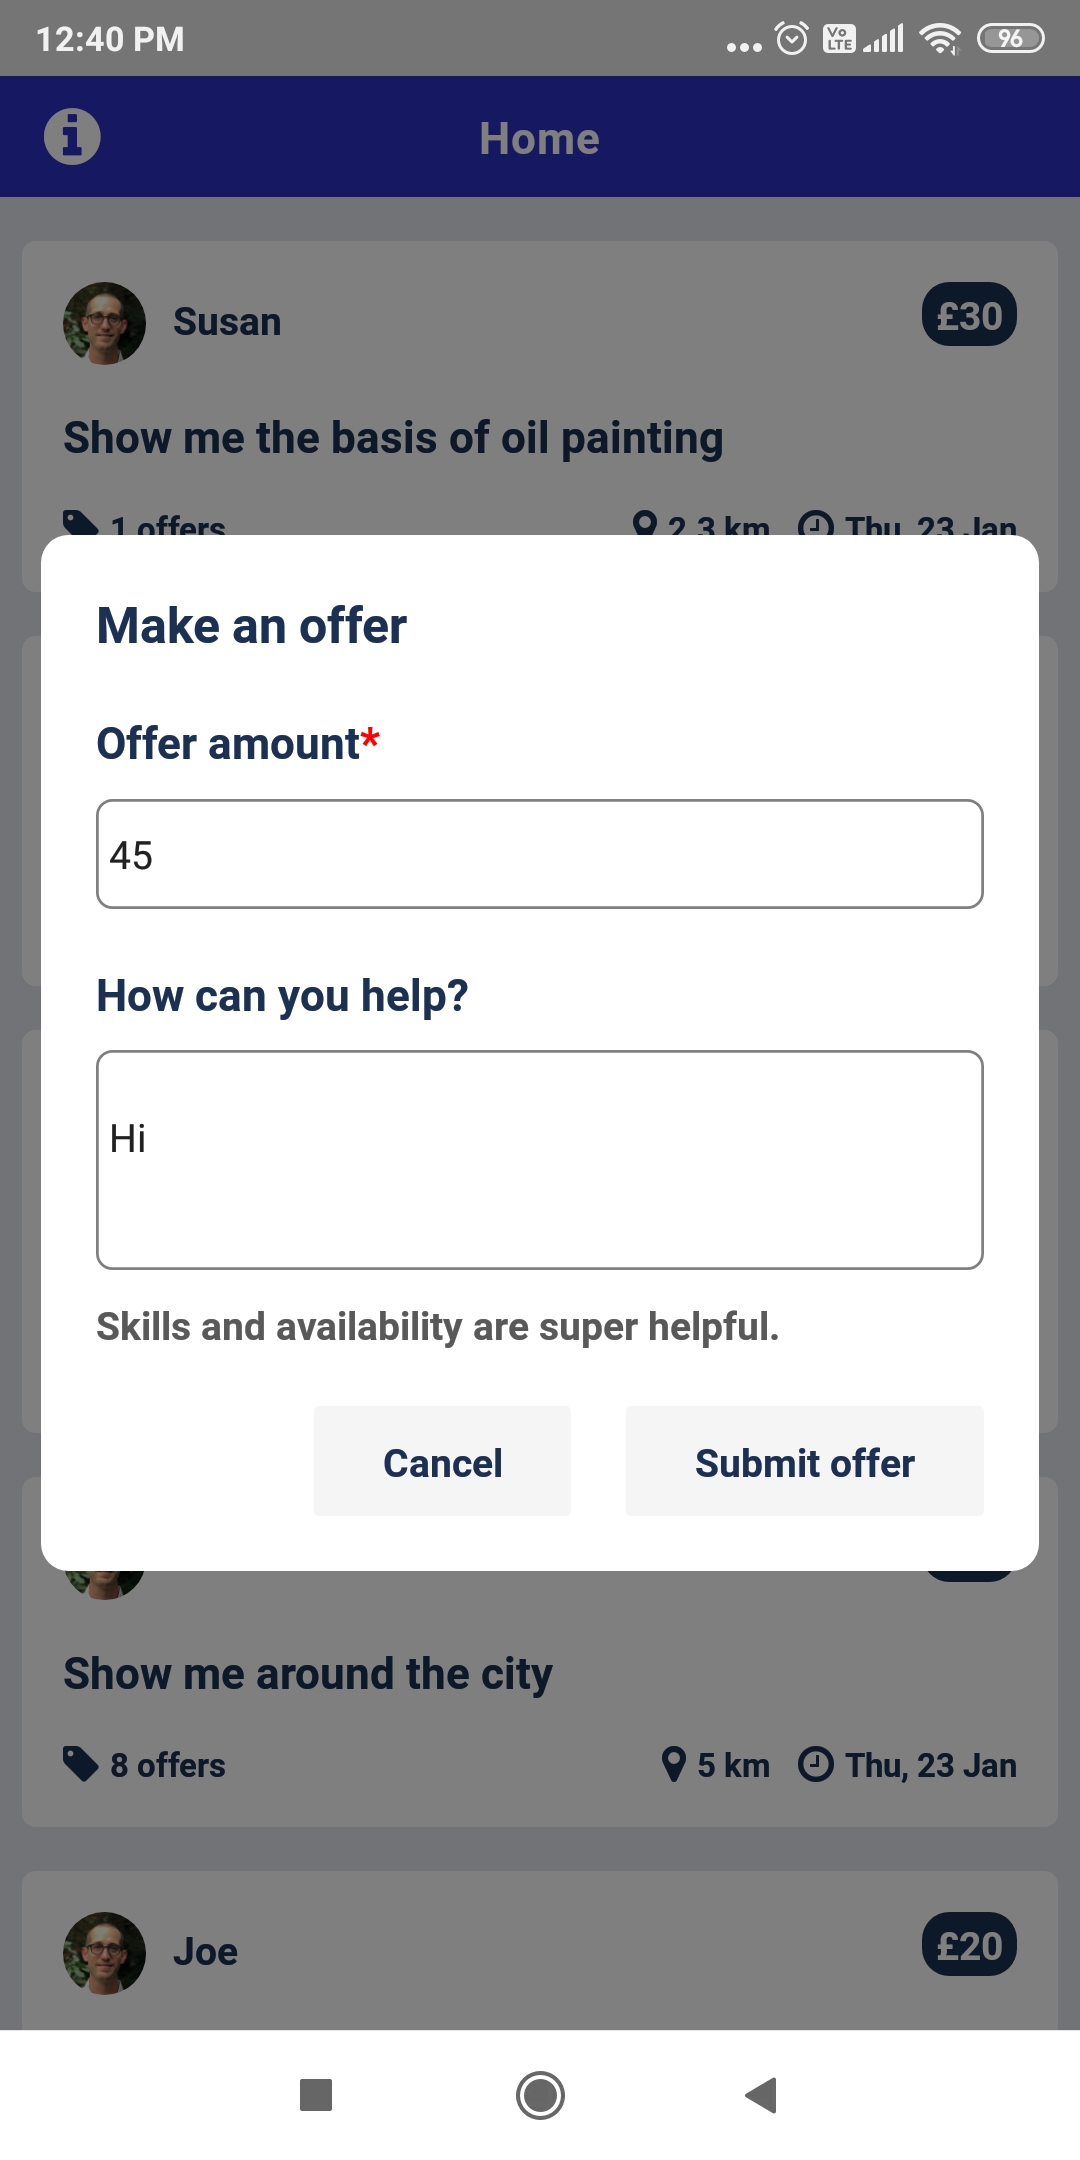 12:40 PM
Vo LTE
96
Home
Susan
£30
Show me the basis of oil painting
1 offers
2.3 km
Thu, 23 Jan
Make an offer
Offer amount*
45
How can you help?
Hi
Skills and availability are super helpful.
Cancel
Submit offer
Show me around the city
8 offers
5 km
Thu, 23 Jan
Joe
£20